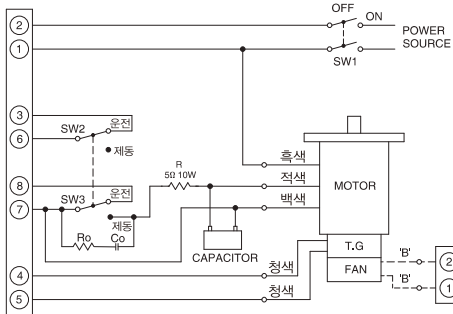 OFF
② ON
POWER
SOURCE
①
SW1
③
운전
SW2
⑥
제동
R
5Ω 10W
흑색
⑧
운전
적색
MOTOR
SW3
⑦
백색
제동
Ro
Co
CAPACITOR
T.G
'B'
②
④
청색
FAN
'B'
①
⑤
청색